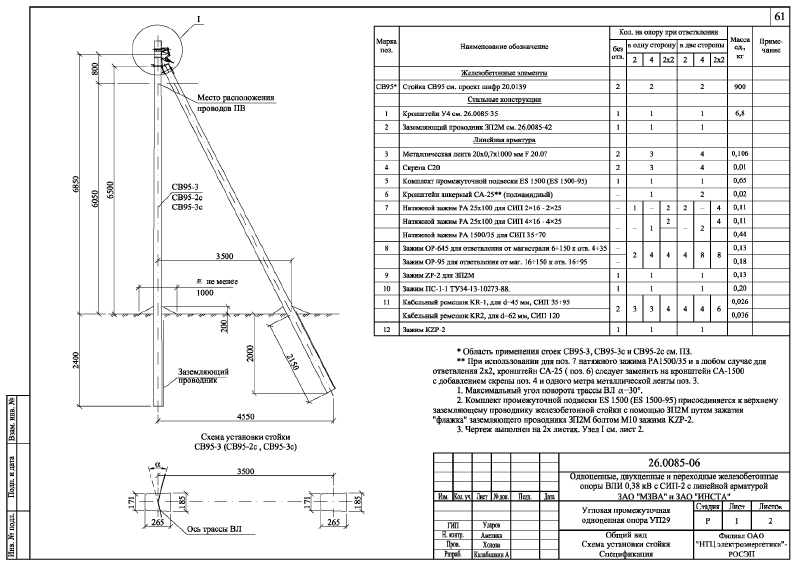 61
I
Место расположения
проводов ПВ
800
6850
6050
6500
СВ95-3
СВ95-2с
СВ95-3с
3500
не менее
1000
200
2400
2000
2150
Заземляющий
проводник
4550
Схема установки стойки
СВ95-3 (СВ95-2с , СВ95-3с)
α
3500
171
185
171
185
265
265
Ось трассы ВЛ
Марка поз. Наименование обозначение Кол. на опору при ответвлении Масса ед., кг Приме-чание
без отв. в одну сторону в две стороны
2 4 2х2 2 4 2х2
Железобетонные элементы
СВ95* Стойка СВ95 см. проект шифр 20.0139 2 2 2 900
Стальные конструкции
1 Кронштейн У4 см. 26.0085-35 1 1 1 6,8
2 Заземляющий проводник ЗП2М см. 26.0085-42 1 1
Линейная арматура
3 Металлическая лента 20х0,7х1000 мм F 20.07 2 3 4 0,106
4 Скрепа С20 2 3 4 0,01
5 Комплект промежуточной подвески ES 1500 (ES 1500-95) 1 1 1 0,65
6 Кронштейн анкерный СА-25** (полиамидный) – 1 2 0,02
7 Натяжной зажим РА 25х100 для СИП 2×16 - 2×25 – 1 – 2 2 – 4 0,11
Натяжной зажим РА 25х100 для СИП 4×16 - 4×25 – – 1 2 – 2 4 0,11
Натяжной зажим РА 1500/35 для СИП 35÷70 – – 0,44
8 Зажим ОР-645 для ответвления от магистрали 6÷150 к отв. 4÷35 – 2 4 4 4 8 8 0,13
Зажим ОР-95 для ответвления от маг. 16÷150 к отв. 16÷95 – 0,18
9 Зажим ZP-2 для ЗП2М 1 1 1 0,13
10 Зажим ПС-1-1 ТУ34-13-10273-88. 1 1 1 0,20
11 Кабельный ремешок KR-1, для d=45 мм, СИП 35÷95 2 3 3 4 4 4 6 0,026
Кабельный ремешок KR2, для d=62 мм, СИП 120 0,036
12 Зажим KZP-2 1 1 1
* Область применения стоек СВ95-3, СВ95-3с и СВ95-2с см. ПЗ.
** При использовании для поз. 7 натяжного зажима РА1500/35 и в любом случае для
ответвления 2х2, кронштейн СА-25 ( поз. 6) следует заменить на кронштейн СА-1500
с добавлением скрепы поз. 4 и одного метра металлической ленты поз. 3.
1. Максимальный угол поворота трассы ВЛ α=30°.
2. Комплект промежуточной подвески ES 1500 (ES 1500-95) присоединяется к верхнему
заземляющему проводнику железобетонной стойки с помощью ЗП2М путем зажатия
"флажка" заземляющего проводника ЗП2М болтом М10 зажима KZP-2.
3. Чертеж выполнен на 2х листах. Узел I см. лист 2.
26.0085-06
Одноцепные, двухцепные и переходные железобетонные
опоры ВЛИ 0,38 кВ с СИП-2 с линейной арматурой
ЗАО "МЗВА" и ЗАО "ИНСТА"
Изм. Кол. уч. Лист № док. Подп. Дата
Угловая промежуточная
одноцепная опора УП29
Стадия Лист Листов
Р 1 2
ГИП Ударов
Н. контр. Амелина
Пров. Холова
Разраб. Калабашкин А
Общий вид
Схема установки стойки
Спецификация
Филиал ОАО
"НТЦ электроэнергетики"-
РОСЭП
Взам. инв. №
Подп. и дата
Инв. № подл.